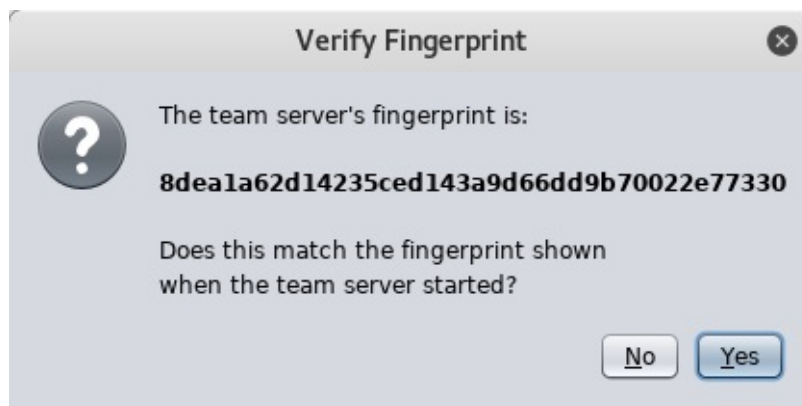 Verify Fingerprint
The team server's fingerprint is:
8dea1a62d14235ced143a9d66dd9b70022e77330
Does this match the fingerprint shown
when the team server started?
No
Yes